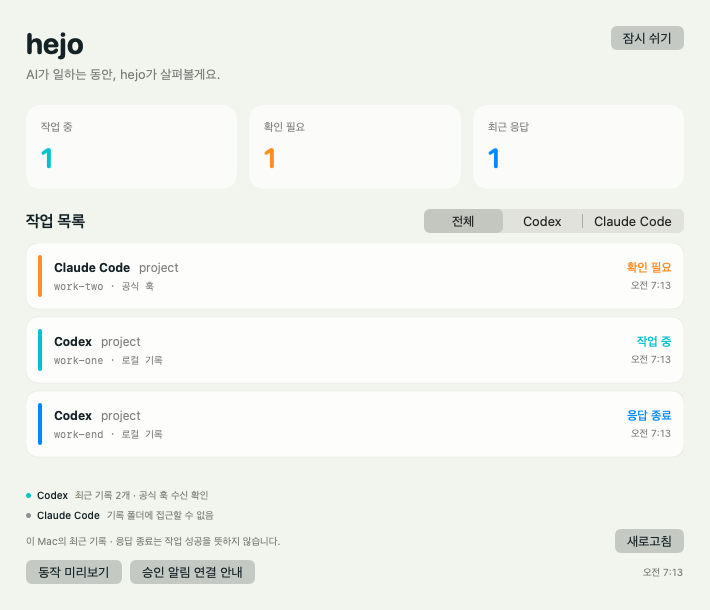 hejo
잠시 쉬기
AI가 일하는 동안, hejo가 살펴볼게요.
작업 중
확인 필요
최근 응답
1
1
1
작업 목록
전체
Codex
Claude Code
Claude Code project
확인 필요
work-two · 공식 훅
오전 7:13
Codex project
작업 중
work-one · 로컬 기록
오전 7:13
Codex project
응답 종료
work-end · 로컬 기록
오전 7:13
Codex 최근 기록 2개 · 공식 훅 수신 확인
Claude Code 기록 폴더에 접근할 수 없음
이 Mac의 최근 기록 · 응답 종료는 작업 성공을 뜻하지 않습니다.
새로고침
동작 미리보기
승인 알림 연결 안내
오전 7:13